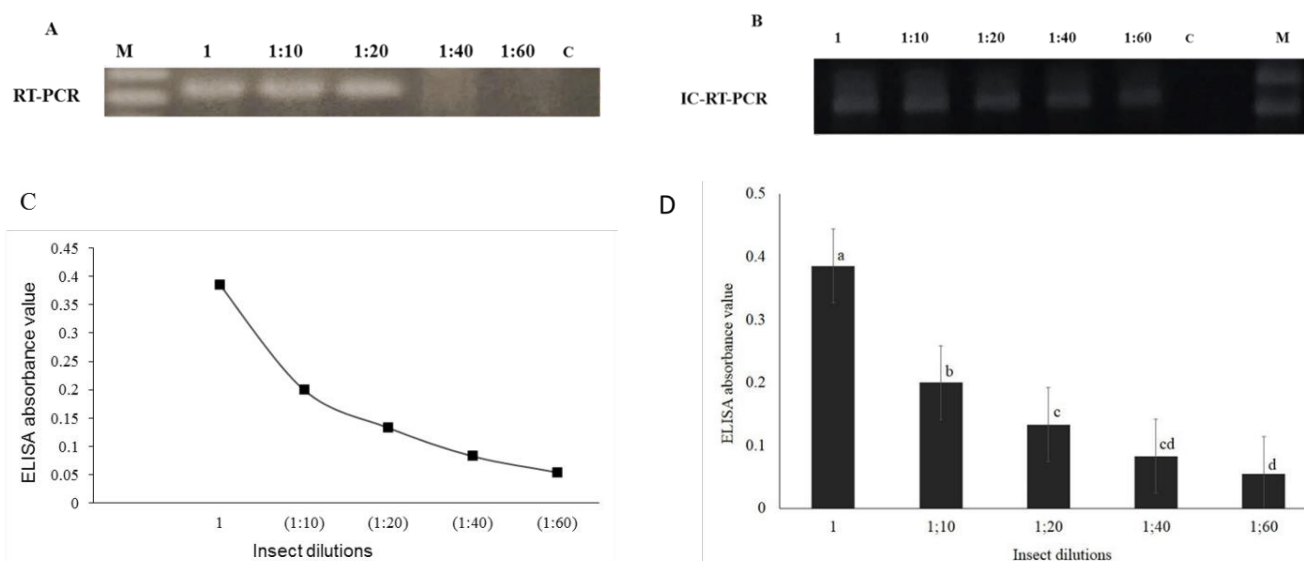 A
M 1 1:10 1:20 1:40 1:60 C
RT-PCR
B
1 1:10 1:20 1:40 1:60 C M
IC-RT-PCR
C
0.45
0.4
0.35
0.3
0.25
0.2
0.15
0.1
0.05
0
ELISA absorbance value
1 (1:10) (1:20) (1:40) (1:60)
Insect dilutions
D
0.5
0.4
0.3
0.2
0.1
0
ELISA absorbance value
a
b
c
cd
d
1 1;10 1;20 1;40 1;60
Insect dilutions